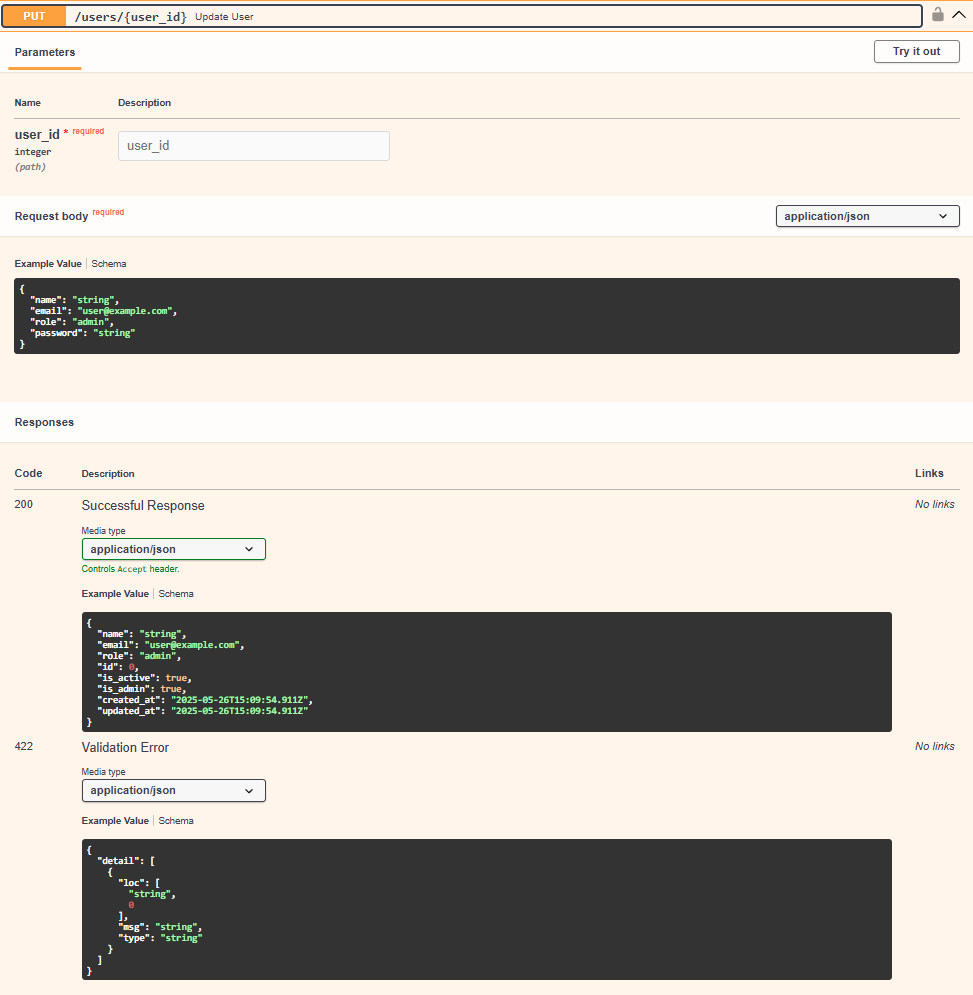 PUT /users/{user_id} Update User
Parameters
Try it out
Name Description
user_id * required
integer
(path)
user_id
Request body required
application/json
Example Value | Schema
{
  "name": "string",
  "email": "user@example.com",
  "role": "admin",
  "password": "string"
}
Responses
Code Description Links
200 Successful Response No links
Media type
application/json
Controls Accept header.
Example Value | Schema
{
  "name": "string",
  "email": "user@example.com",
  "role": "admin",
  "id": 0,
  "is_active": true,
  "is_admin": true,
  "created_at": "2025-05-26T15:09:54.911Z",
  "updated_at": "2025-05-26T15:09:54.911Z"
}
422 Validation Error No links
Media type
application/json
Example Value | Schema
{
  "detail": [
    {
      "loc": [
        "string",
        0
      ],
      "msg": "string",
      "type": "string"
    }
  ]
}